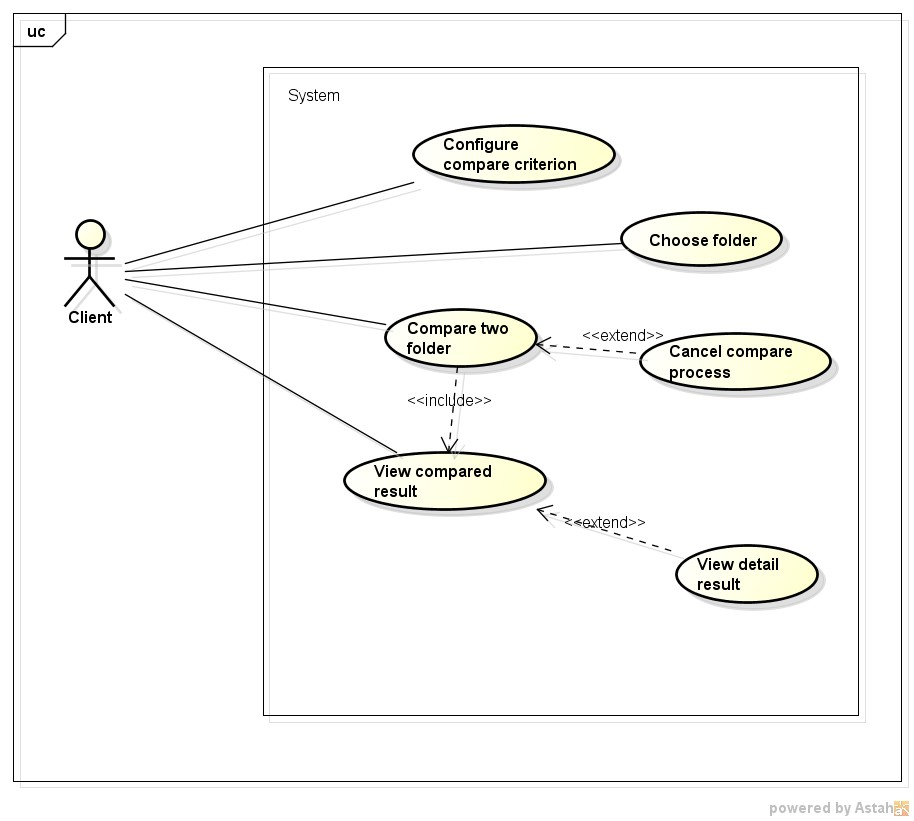 uc
System
Configure
compare criterion
Choose folder
Client
Compare two
folder
<<extend>>
Cancel compare
process
<<include>>
View compared
result
<<extend>>
View detail
result
powered by Astah